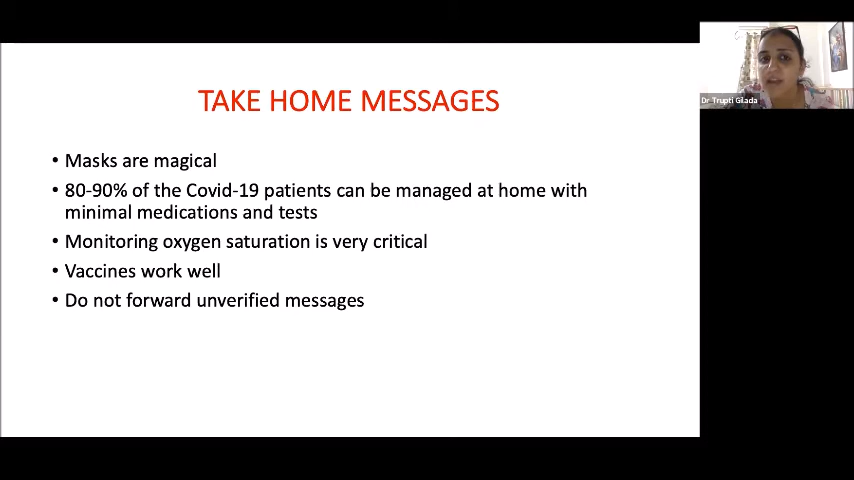 TAKE HOME MESSAGES
• Masks are magical
• 80-90% of the Covid-19 patients can be managed at home with
minimal medications and tests
• Monitoring oxygen saturation is very critical
• Vaccines work well
• Do not forward unverified messages
Dr Trupti Gilada